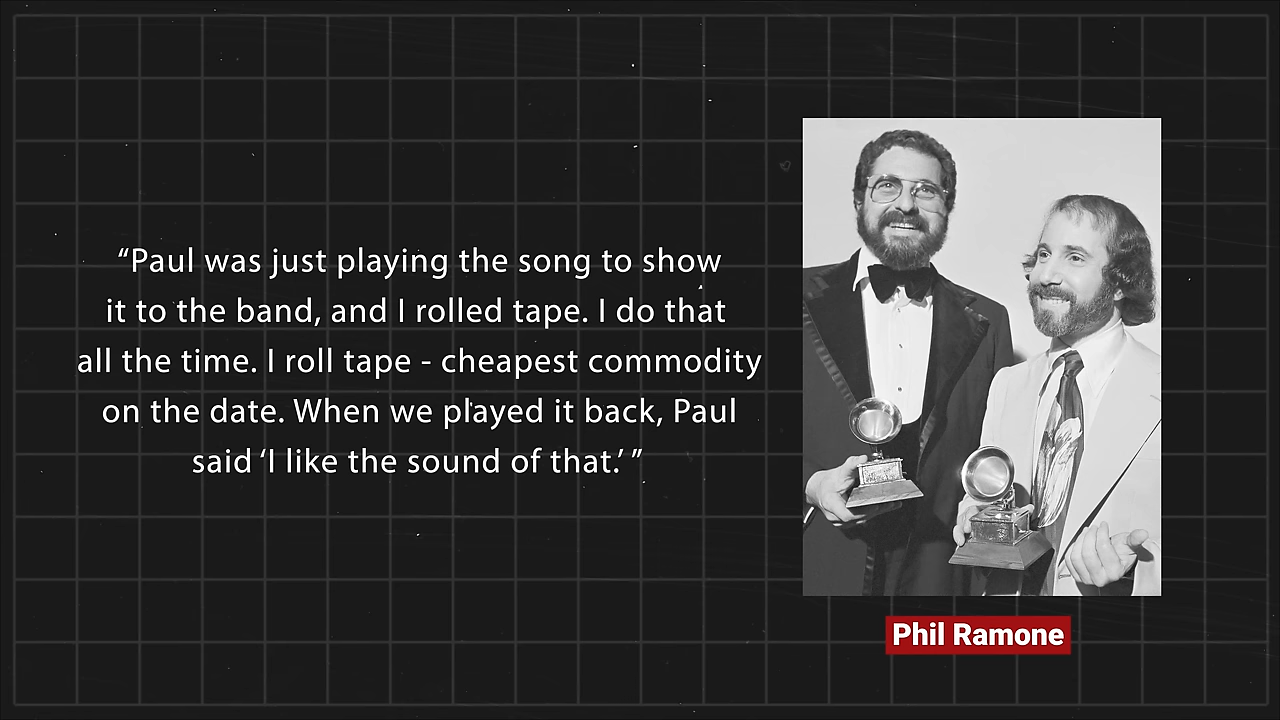 “Paul was just playing the song to show
it to the band, and I rolled tape. I do that
all the time. I roll tape - cheapest commodity
on the date. When we played it back, Paul
said ‘I like the sound of that.’ ”
Phil Ramone